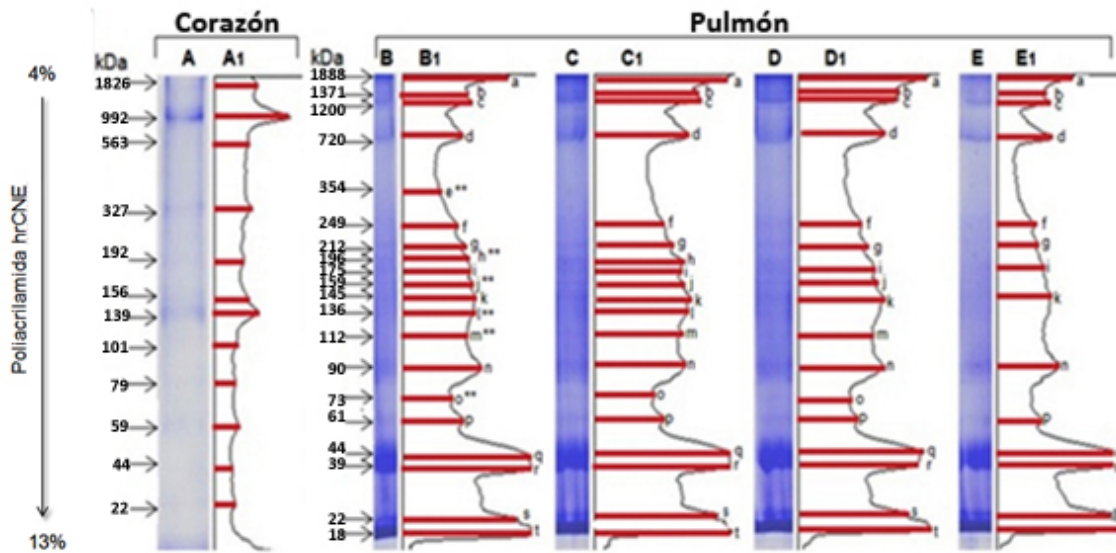 Corazón
Pulmón
kDa
A
A1
kDa
B
B1
C
C1
D
D1
E
E1
4%
Poliacrilamida hrCNE
13%
1826
992
563
327
192
156
139
101
79
59
44
22
1888
1371
1200
720
354
249
212
196
175
159
145
136
112
90
73
61
44
39
22
18
a
b
c
d
e**
f
g
h**
i
j**
k
l**
m**
n
o**
p
q
r
s
t
a
b
c
d
f
g
h
i
j
k
l
m
n
o
p
q
r
s
t
a
b
c
d
f
g
i
j
k
m
n
o
p
q
r
s
t
a
b
c
d
f
g
i
k
n
p